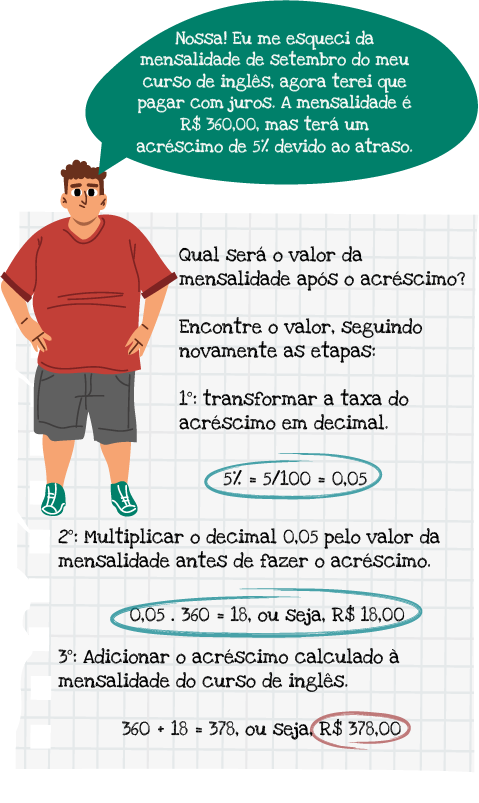 Nossa! Eu me esqueci da
mensalidade de setembro do meu
curso de inglês, agora terei que
pagar com juros. A mensalidade é
R$ 360,00, mas terá um
acréscimo de 5% devido ao atraso.
Qual será o valor da
mensalidade após o acréscimo?
Encontre o valor, seguindo
novamente as etapas:
1º: transformar a taxa do
acréscimo em decimal.
5% = 5/100 = 0,05
2º: Multiplicar o decimal 0,05 pelo valor da
mensalidade antes de fazer o acréscimo.
0,05 . 360 = 18, ou seja, R$ 18,00
3º: Adicionar o acréscimo calculado à
mensalidade do curso de inglês.
360 + 18 = 378, ou seja, R$ 378,00